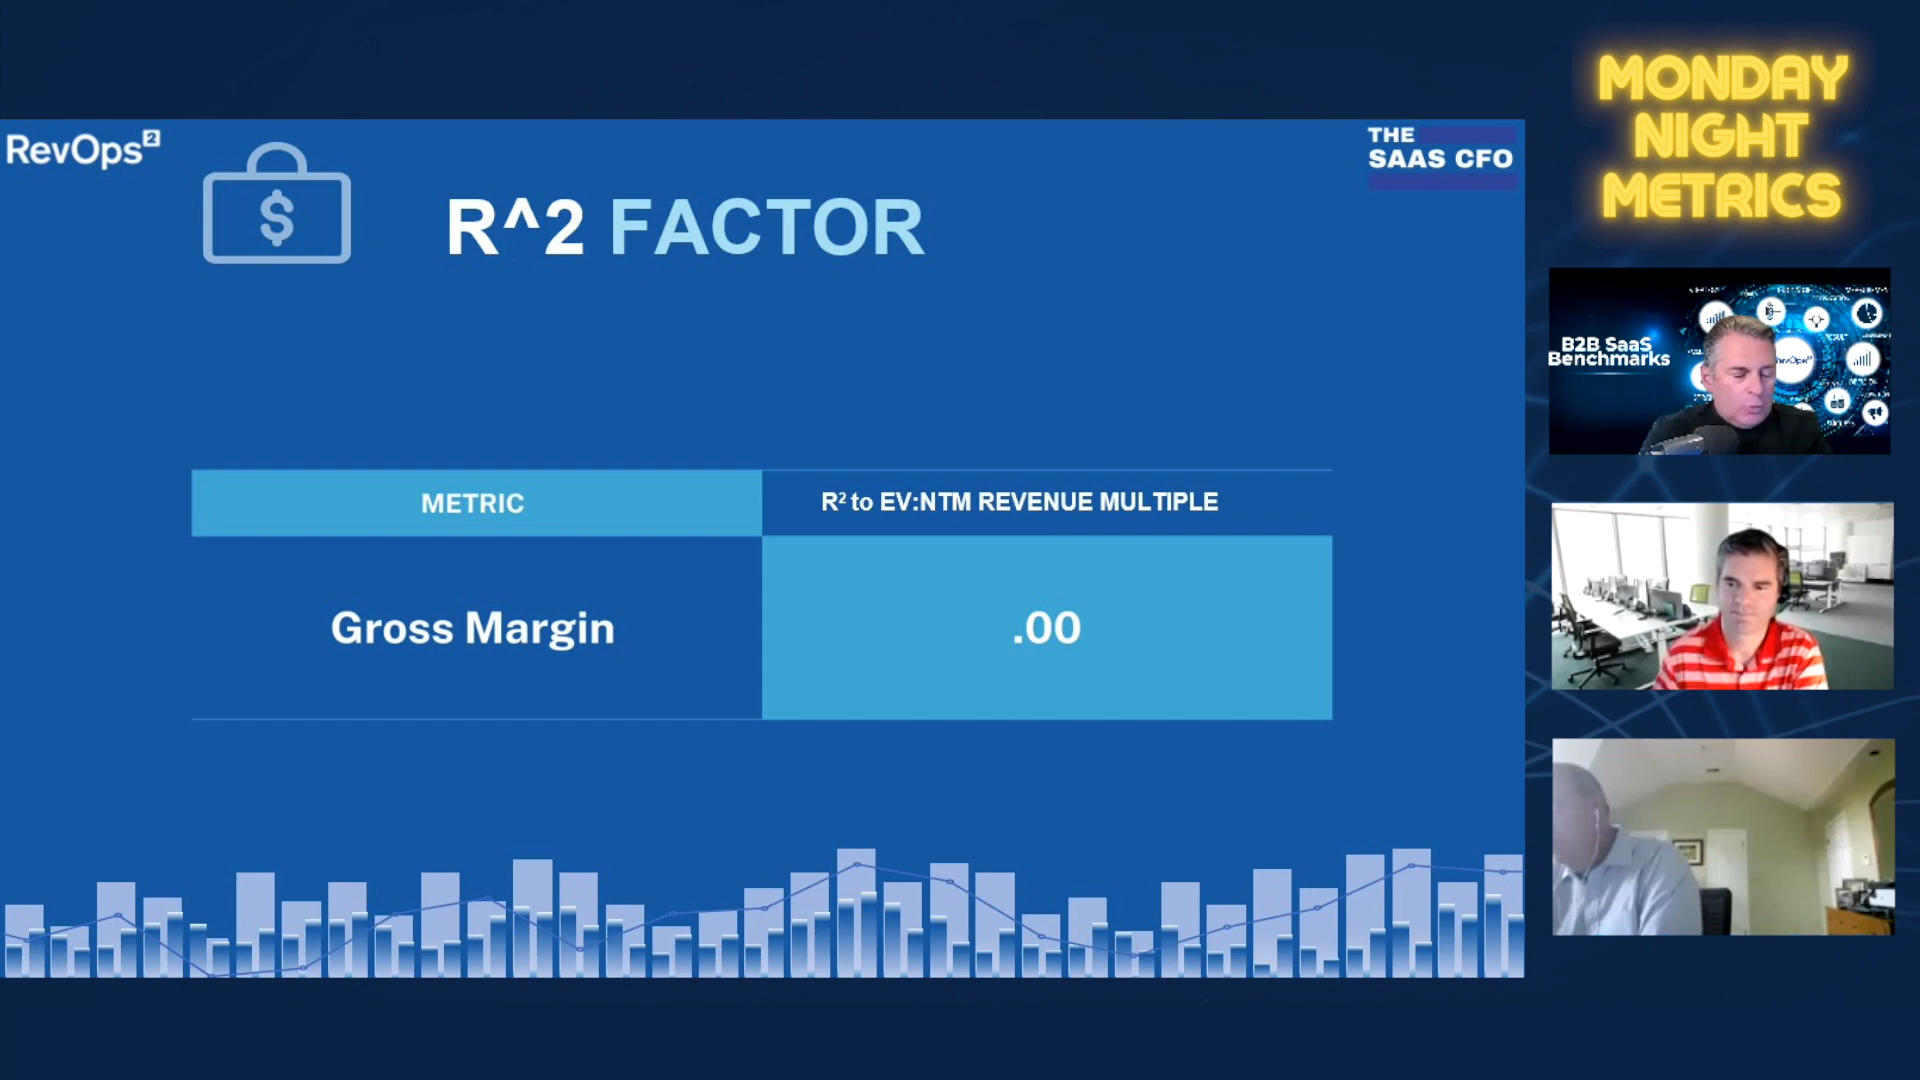 RevOps²
THE
SAAS CFO
R^2 FACTOR
METRIC
R² to EV:NTM REVENUE MULTIPLE
Gross Margin
.00
MONDAY
NIGHT
METRICS
B2B SaaS
Benchmarks